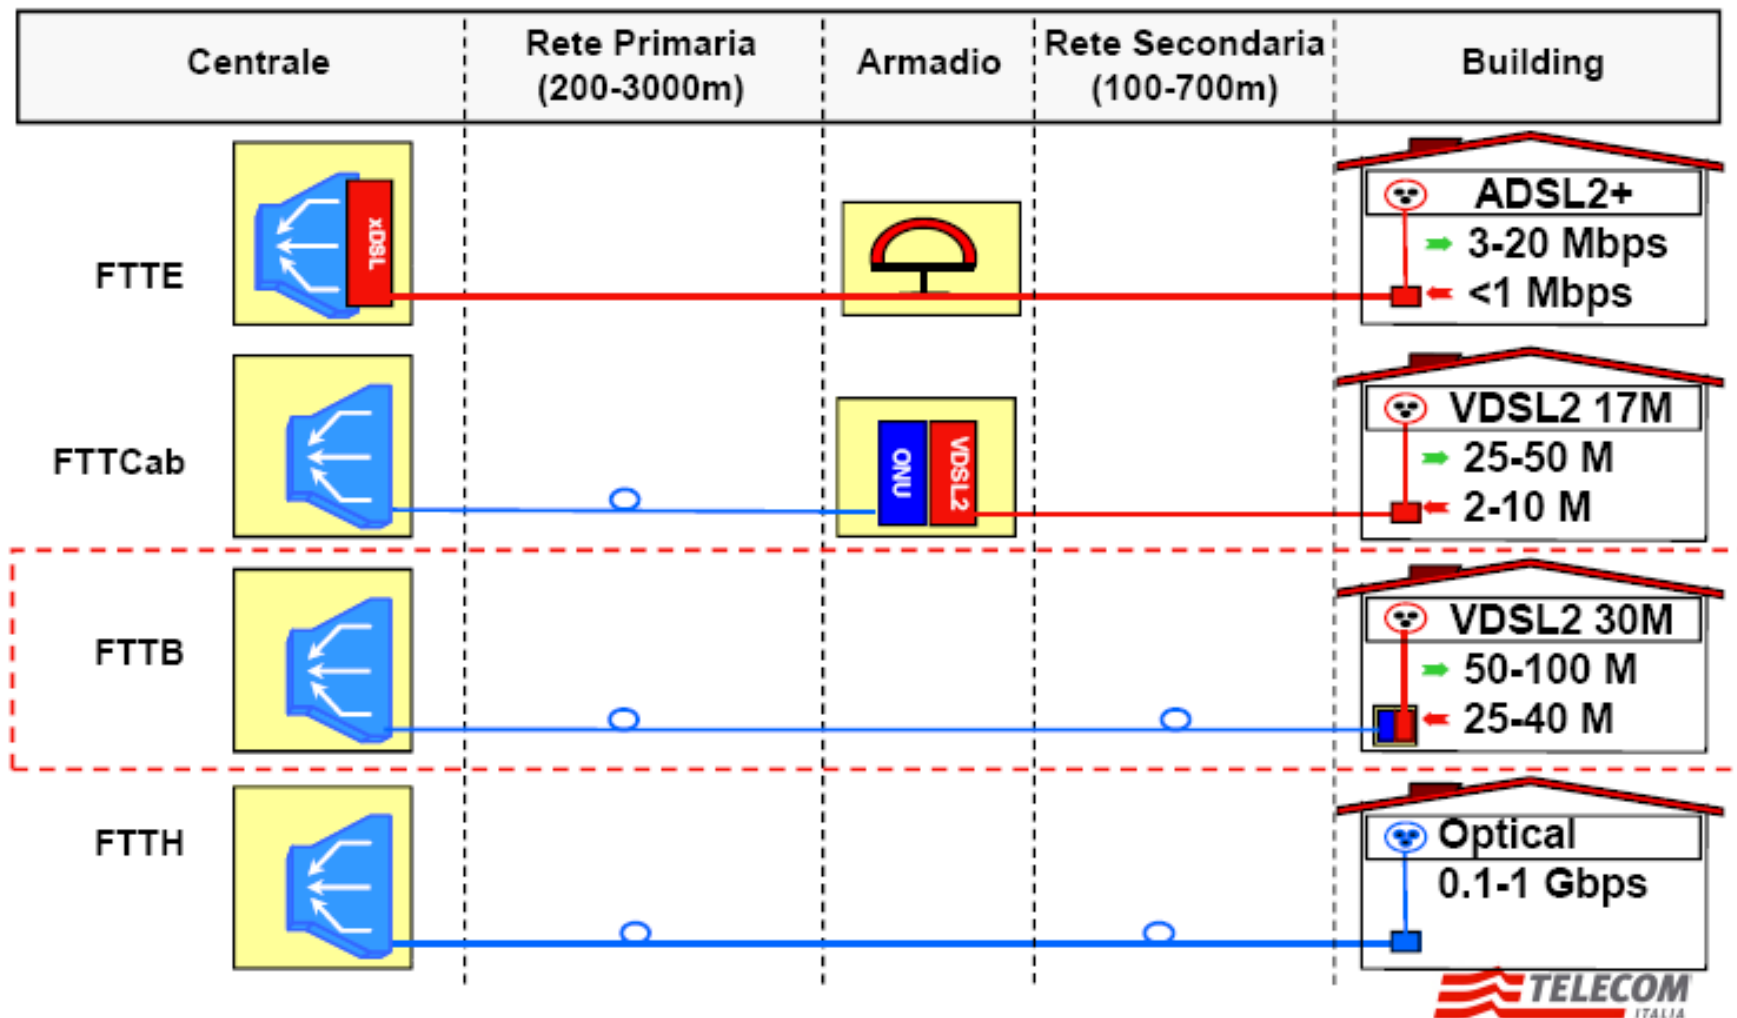 Centrale
Rete Primaria
(200-3000m)
Armadio
Rete Secondaria
(100-700m)
Building
FTTE
xDSL
ADSL2+
3-20 Mbps
<1 Mbps
FTTCab
ONU
VDSL2
VDSL2 17M
25-50 M
2-10 M
FTTB
VDSL2 30M
50-100 M
25-40 M
FTTH
Optical
0.1-1 Gbps
TELECOM
ITALIA